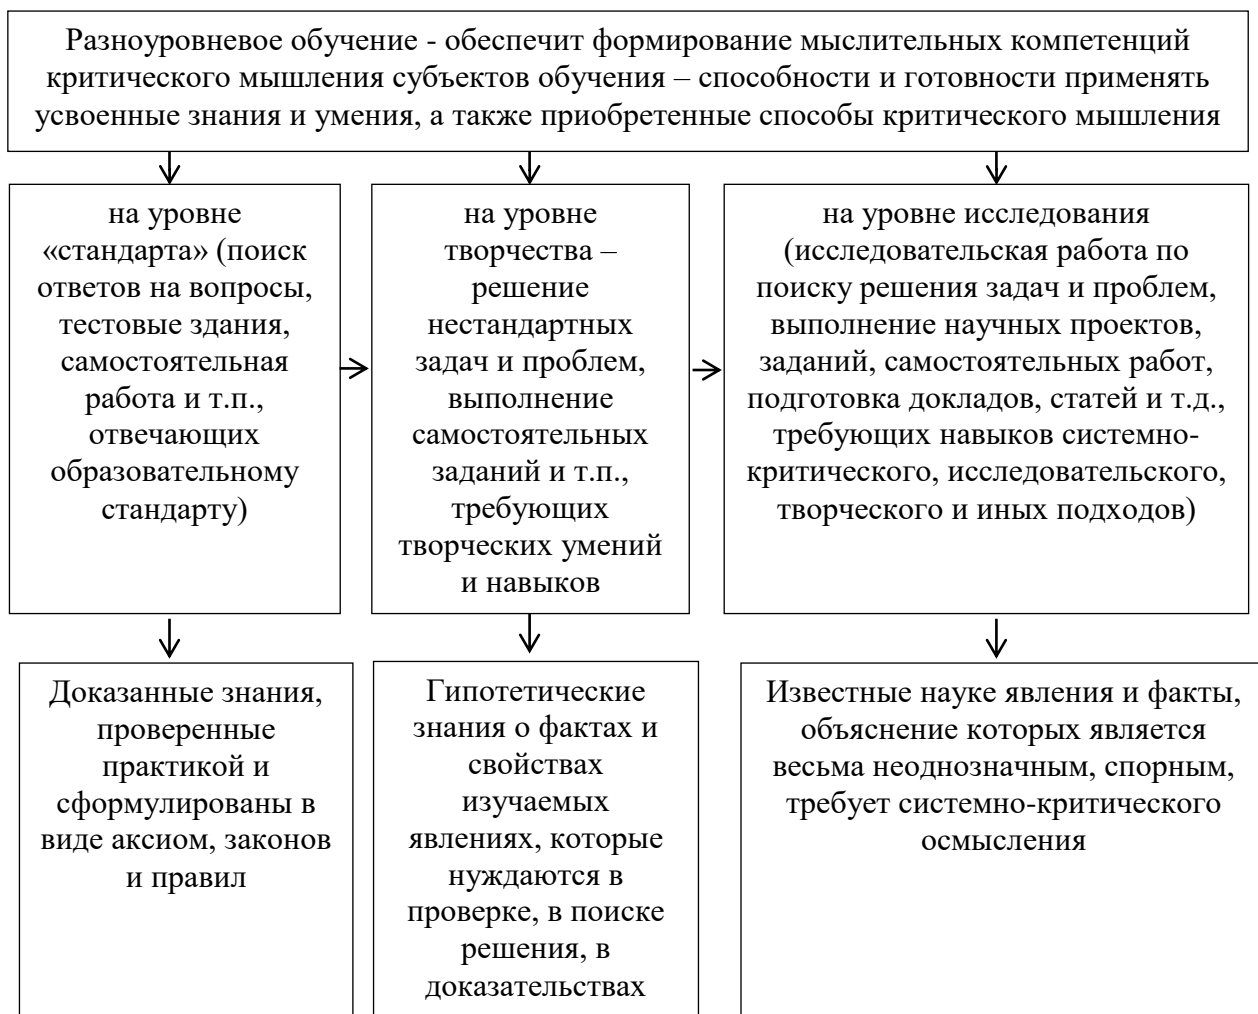 Разноуровневое обучение - обеспечит формирование мыслительных компетенций
критического мышления субъектов обучения – способности и готовности применять
усвоенные знания и умения, а также приобретенные способы критического мышления
на уровне
«стандарта» (поиск
ответов на вопросы,
тестовые здания,
самостоятельная
работа и т.п.,
отвечающих
образовательному
стандарту)
на уровне
творчества –
решение
нестандартных
задач и проблем,
выполнение
самостоятельных
заданий и т.п.,
требующих
творческих умений
и навыков
на уровне исследования
(исследовательская работа по
поиску решения задач и проблем,
выполнение научных проектов,
заданий, самостоятельных работ,
подготовка докладов, статей и т.д.,
требующих навыков системно-
критического, исследовательского,
творческого и иных подходов)
Доказанные знания,
проверенные
практикой и
сформулированы в
виде аксиом, законов
и правил
Гипотетические
знания о фактах и
свойствах
изучаемых
явлениях, которые
нуждаются в
проверке, в поиске
решения, в
доказательствах
Известные науке явления и факты,
объяснение которых является
весьма неоднозначным, спорным,
требует системно-критического
осмысления